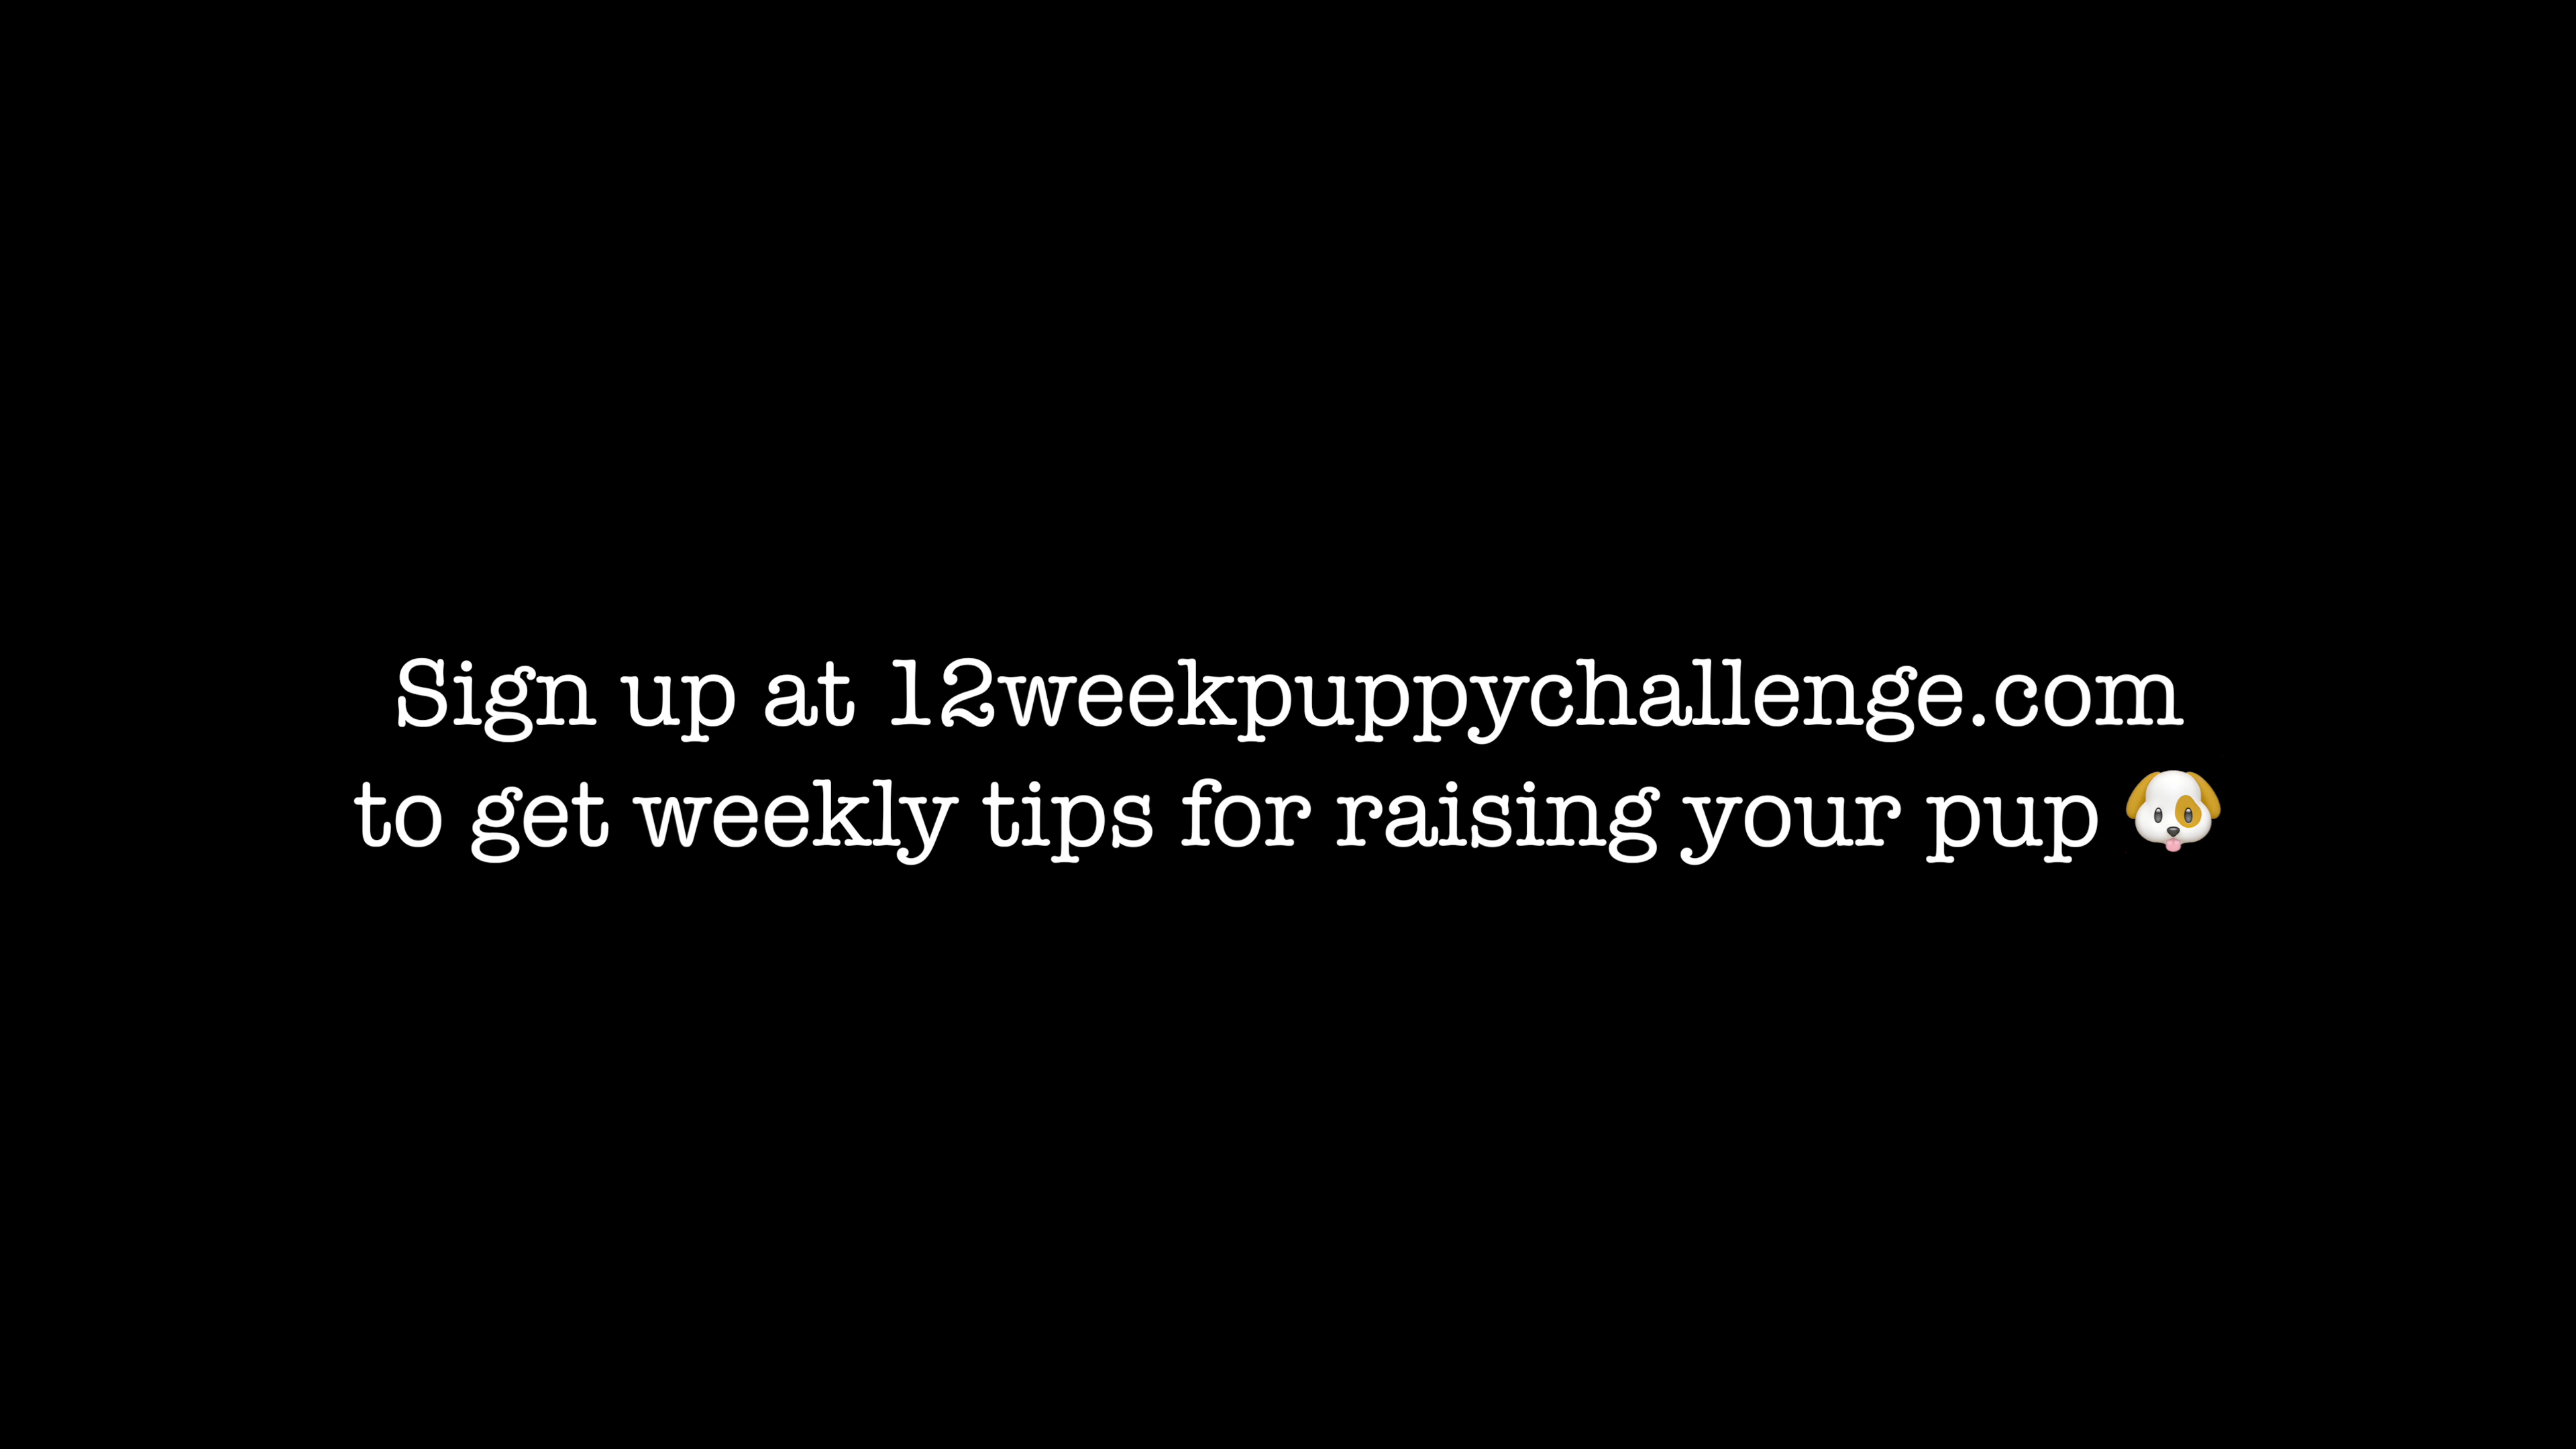 Sign up at 12weekpuppychallenge.com
to get weekly tips for raising your pup 🐶